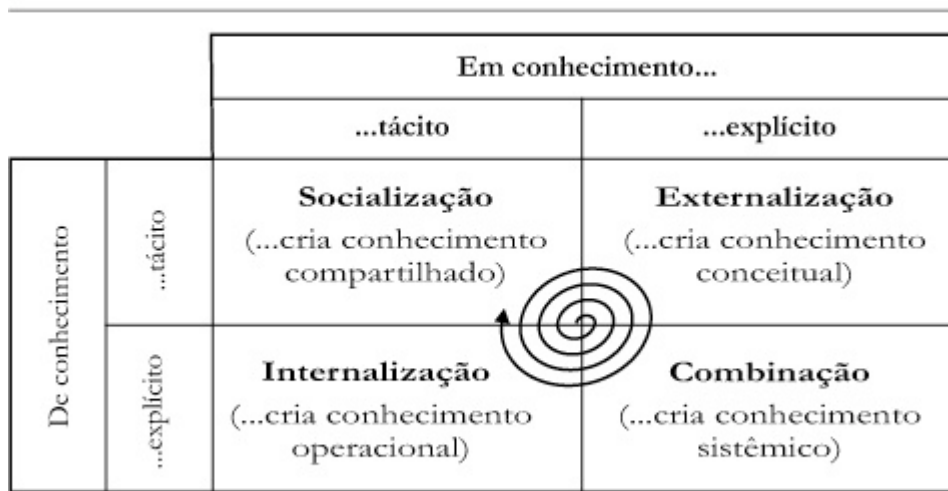 Em conhecimento...
...tácito
...explícito
De conhecimento
...tácito
Socialização
(...cria conhecimento
compartilhado)
Externalização
(...cria conhecimento
conceitual)
...explícito
Internalização
(...cria conhecimento
operacional)
Combinação
(...cria conhecimento
sistêmico)